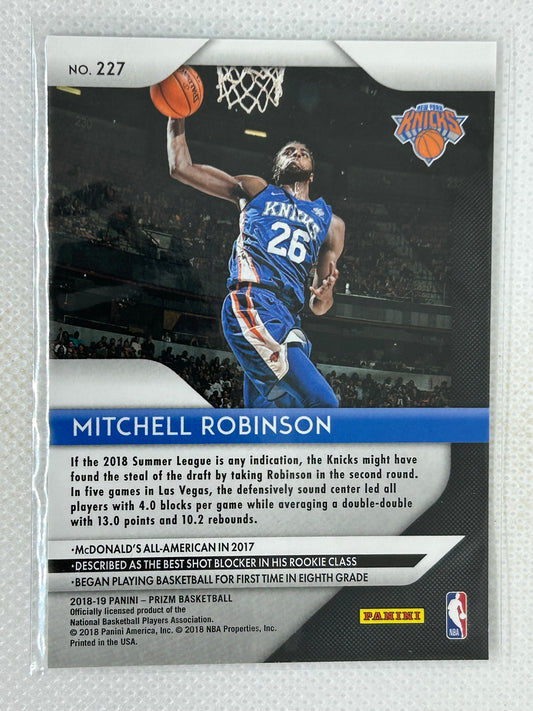 NO. 227
NEW YORK
KNICKS
SPALDING
KNICKS
26
MITCHELL ROBINSON
If the 2018 Summer League is any indication, the Knicks might have
found the steal of the draft by taking Robinson in the second round.
In five games in Las Vegas, the defensively sound center led all
players with 4.0 blocks per game while averaging a double-double
with 13.0 points and 10.2 rebounds.
•McDONALD'S ALL-AMERICAN IN 2017
•DESCRIBED AS THE BEST SHOT BLOCKER IN HIS ROOKIE CLASS
•BEGAN PLAYING BASKETBALL FOR FIRST TIME IN EIGHTH GRADE
2018-19 PANINI – PRIZM BASKETBALL
Officially licensed product of the
National Basketball Players Association.
© 2018 Panini America, Inc. © 2018 NBA Properties, Inc.
Printed in the USA.
PANINI
NBA